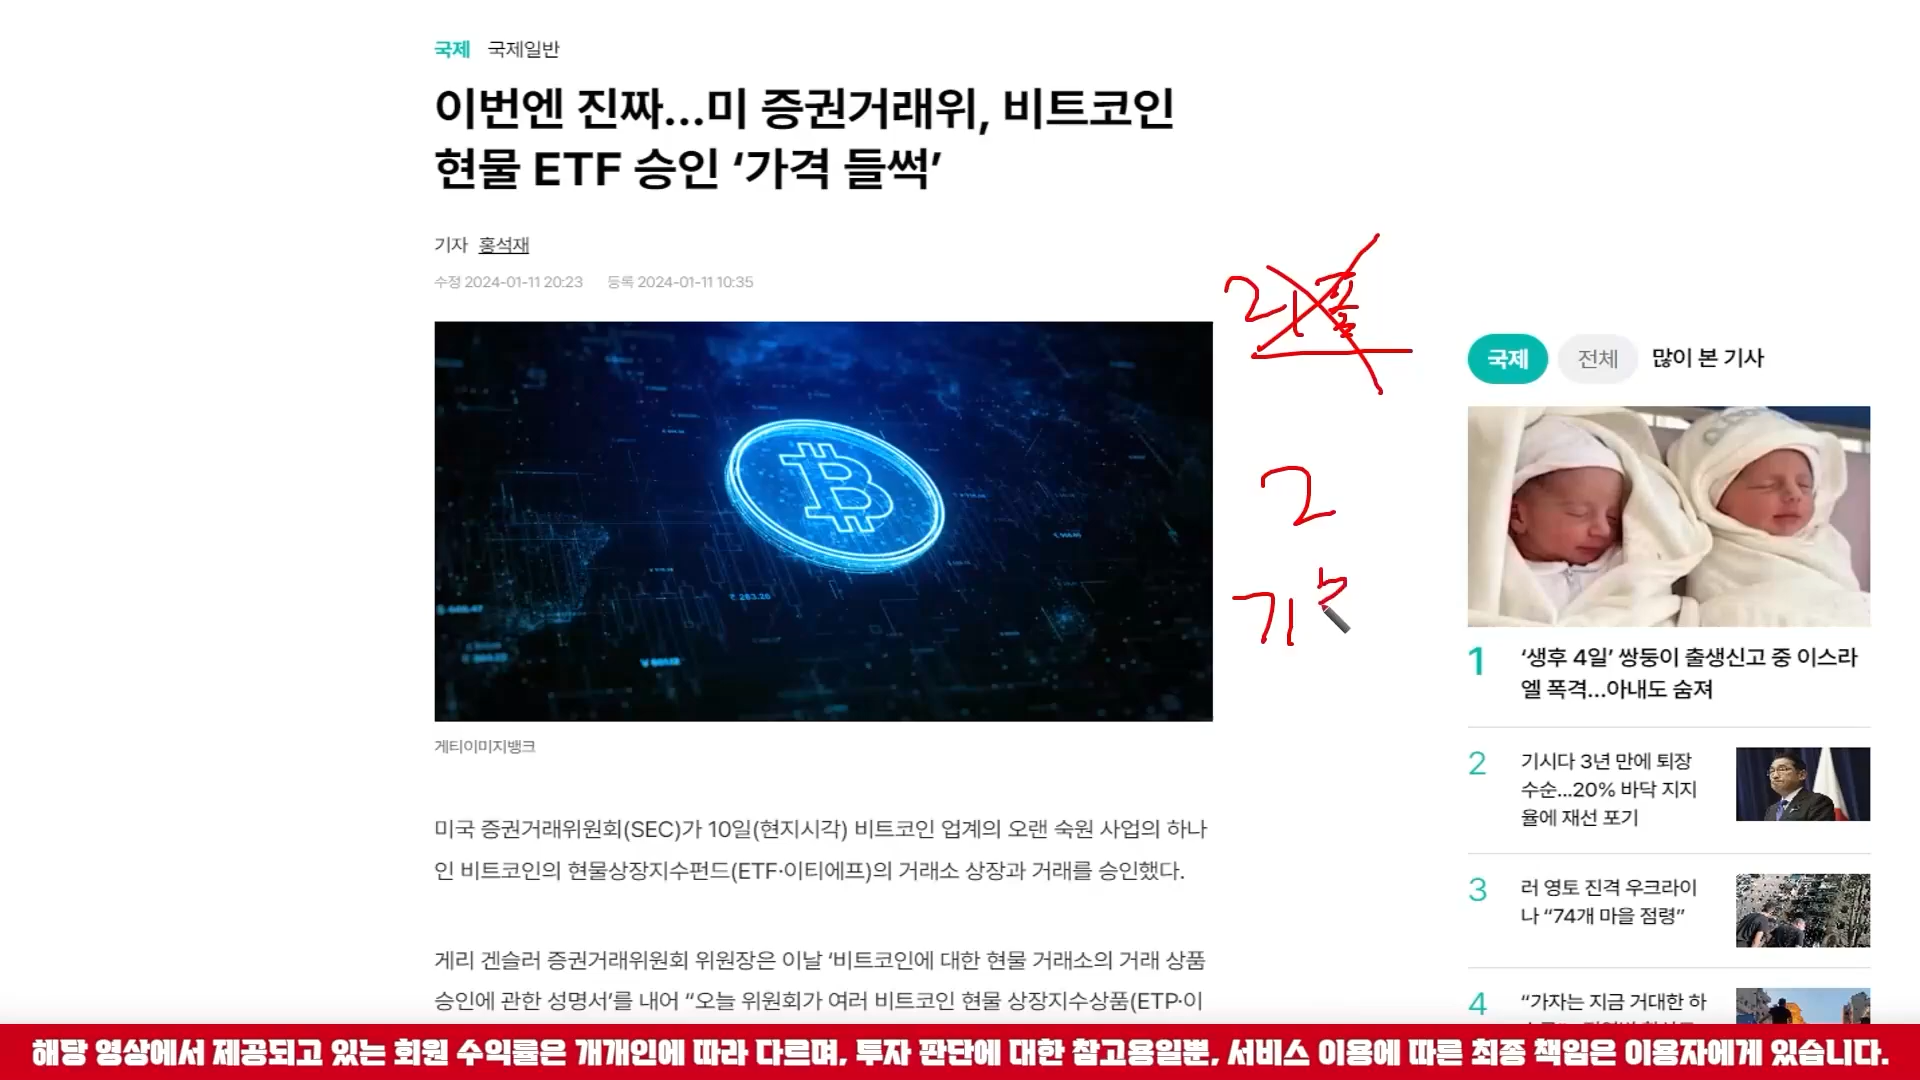 국제 국제일반
이번엔 진짜...미 증권거래위, 비트코인
현물 ETF 승인 ‘가격 들썩’
기자 홍석재
수정 2024-01-11 20:23 등록 2024-01-11 10:35
게티이미지뱅크
미국 증권거래위원회(SEC)가 10일(현지시각) 비트코인 업계의 오랜 숙원 사업의 하나
인 비트코인의 현물상장지수펀드(ETF·이티에프)의 거래소 상장과 거래를 승인했다.
게리 겐슬러 증권거래위원회 위원장은 이날 ‘비트코인에 대한 현물 거래소의 거래 상품
승인에 관한 성명서’를 내어 “오늘 위원회가 여러 비트코인 현물 상장지수상품(ETP·이
2
기
국제 전체 많이 본 기사
1 ‘생후 4일’ 쌍둥이 출생신고 중 이스라
엘 폭격...아내도 숨져
2 기시다 3년 만에 퇴장
수순...20% 바닥 지지
율에 재선 포기
3 러 영토 진격 우크라이
나 “74개 마을 점령”
4 “가자는 지금 거대한 하
해당 영상에서 제공되고 있는 회원 수익률은 개개인에 따라 다르며, 투자 판단에 대한 참고용일뿐, 서비스 이용에 따른 최종 책임은 이용자에게 있습니다.